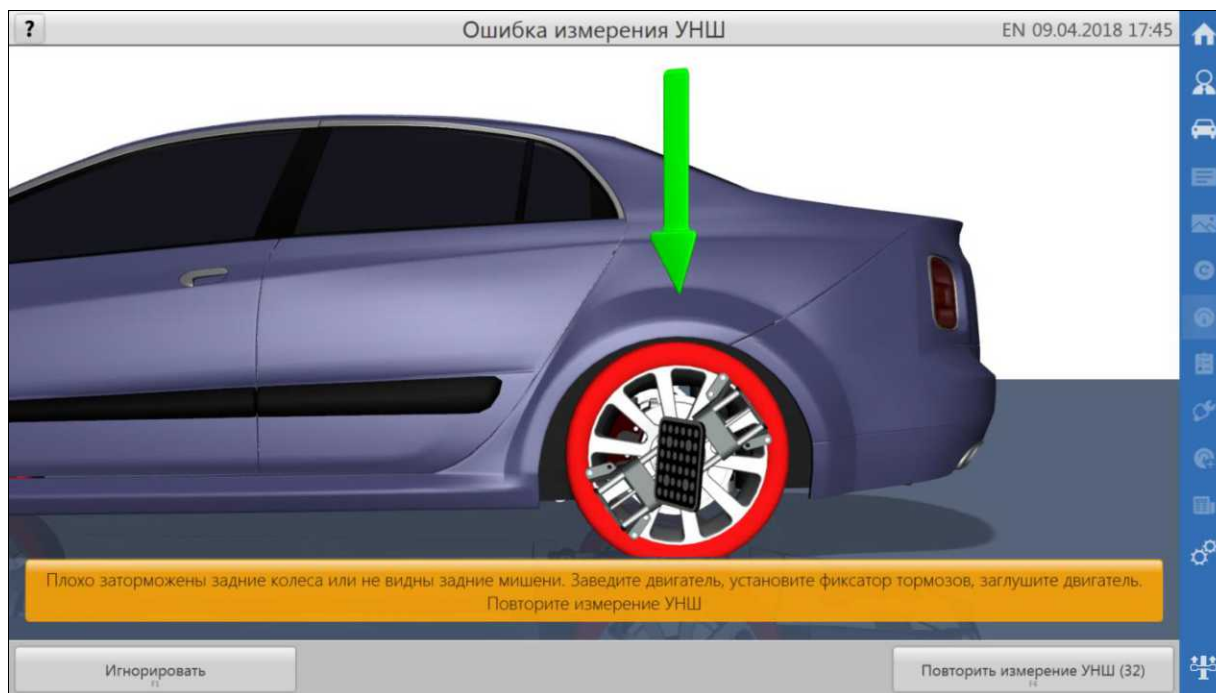 ?
Ошибка измерения УНШ
EN 09.04.2018 17:45
Плохо заторможены задние колеса или не видны задние мишени. Заведите двигатель, установите фиксатор тормозов, заглушите двигатель.
Повторите измерение УНШ
Игнорировать
F1
Повторить измерение УНШ (32)